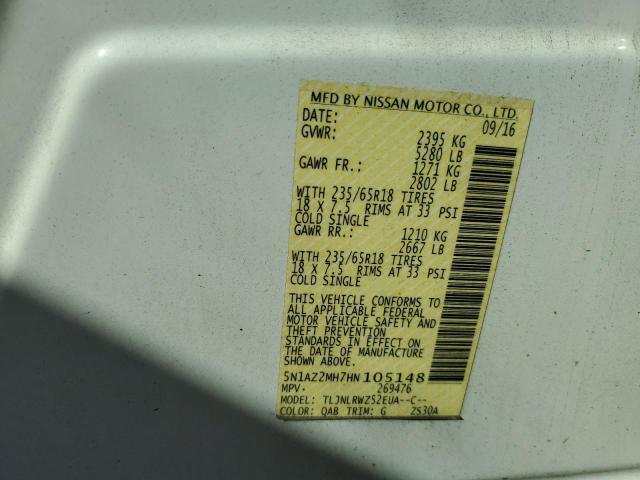 MFD BY NISSAN MOTOR CO., LTD.
DATE: 09/16
GVWR: 2395 KG
5280 LB
GAWR FR.: 1271 KG
2802 LB
WITH 235/65R18 TIRES
18 X 7.5 RIMS AT 33 PSI
COLD SINGLE
GAWR RR.: 1210 KG
2667 LB
WITH 235/65R18 TIRES
18 X 7.5 RIMS AT 33 PSI
COLD SINGLE
THIS VEHICLE CONFORMS TO
ALL APPLICABLE FEDERAL
MOTOR VEHICLE SAFETY AND
THEFT PREVENTION
STANDARDS IN EFFECT ON
THE DATE OF MANUFACTURE
SHOWN ABOVE.
5N1AZ2MH7HN105148
MPV. 269476
MODEL: TLJNLRWZ52EUA--C--
COLOR: QAB TRIM: G ZS30A